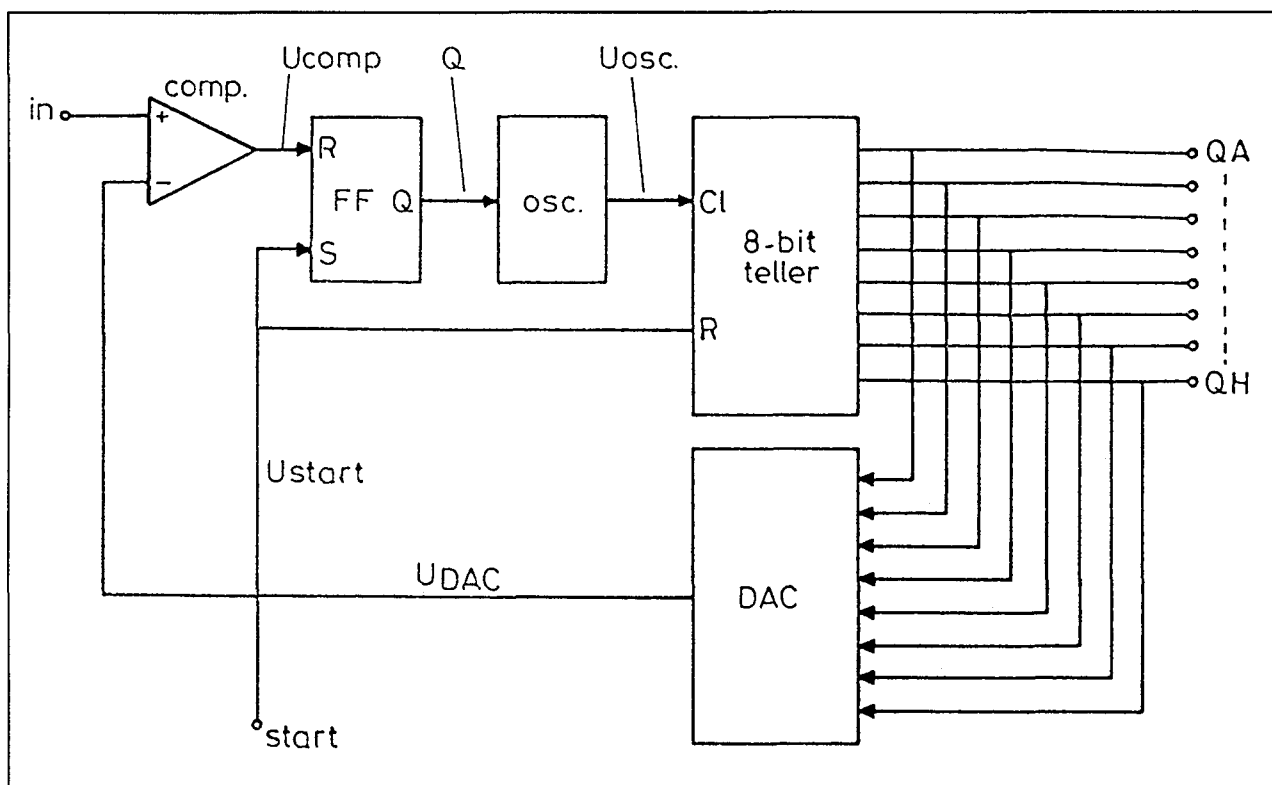 Ucomp
Q
Uosc.
comp.
in
+
-
R
FF Q
S
osc.
Cl
8-bit
teller
R
QA
QH
Ustart
UDAC
DAC
start